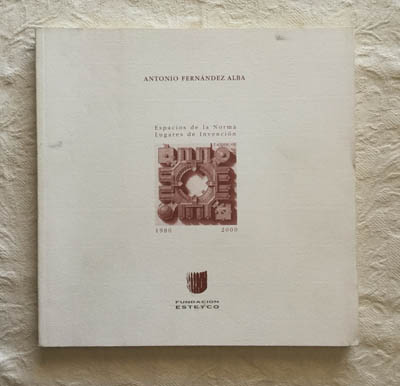 ANTONIO FERNÁNDEZ ALBA
Espacios de la Norma
Lugares de Invención
1980 2000
FUNDACIÓN
ESTEYCO